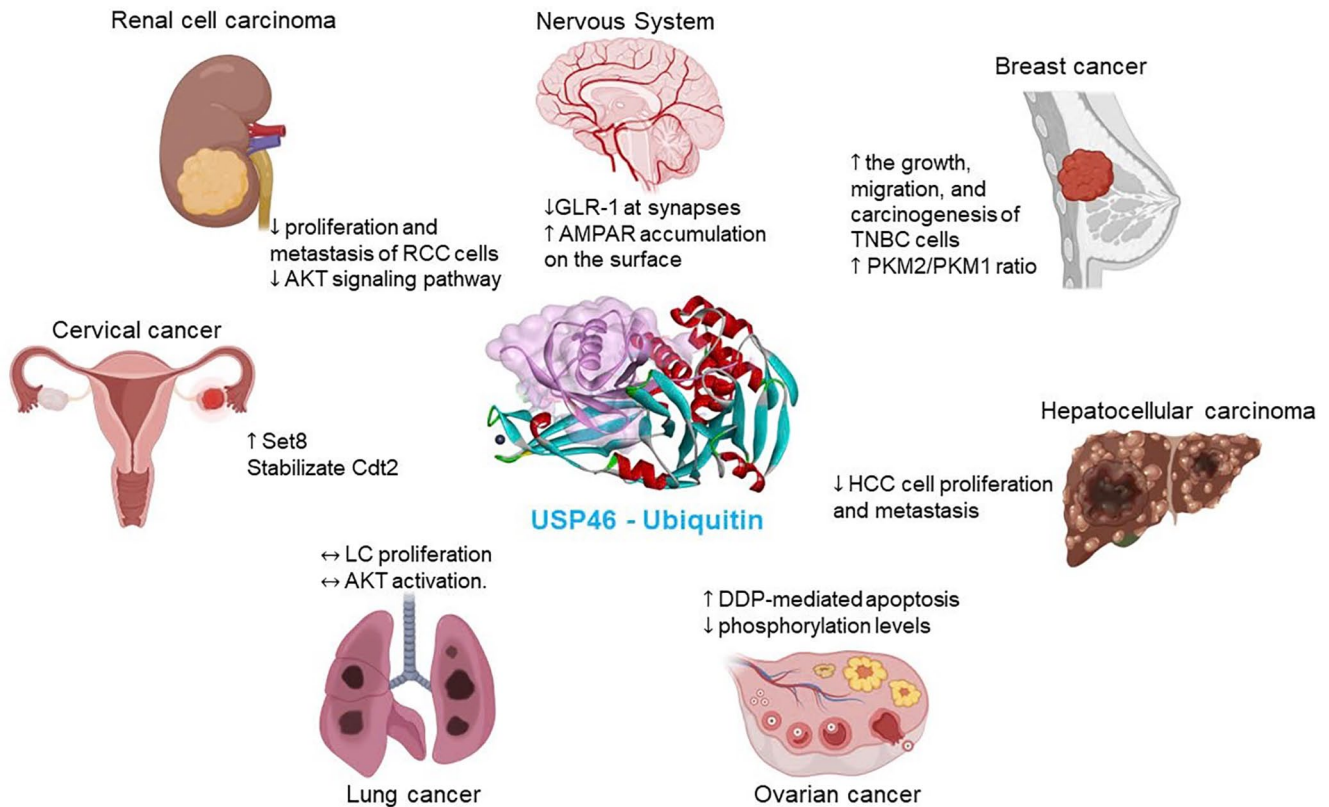 Renal cell carcinoma
Nervous System
Breast cancer
↑ the growth,
migration, and
carcinogenesis of
TNBC cells
↑ PKM2/PKM1 ratio
↓GLR-1 at synapses
↑ AMPAR accumulation
on the surface
↓ proliferation and
metastasis of RCC cells
↓ AKT signaling pathway
Cervical cancer
↑ Set8
Stabilizate Cdt2
USP46 - Ubiquitin
Hepatocellular carcinoma
↓ HCC cell proliferation
and metastasis
↔ LC proliferation
↔ AKT activation.
Lung cancer
↑ DDP-mediated apoptosis
↓ phosphorylation levels
Ovarian cancer